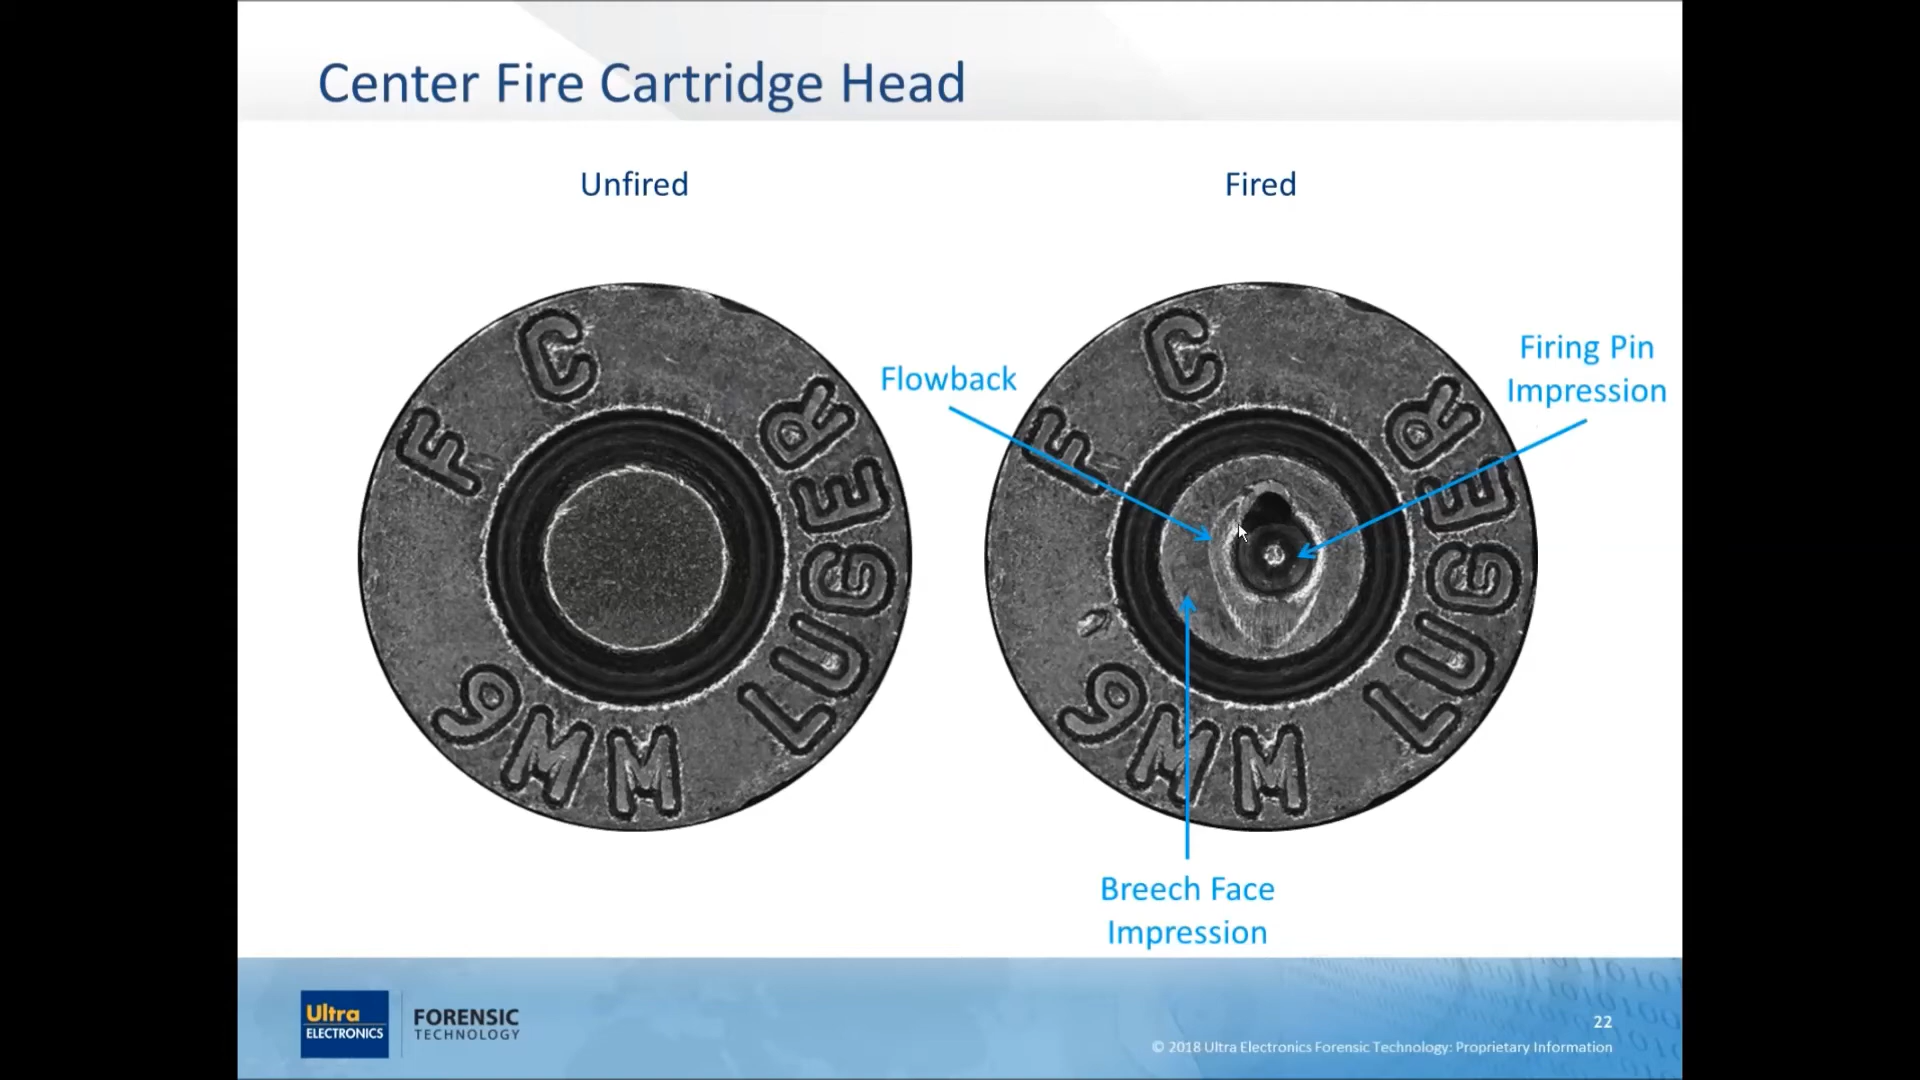 Center Fire Cartridge Head
Unfired
Fired
F C
LUGER
9MM
Flowback
F C
LUGER
9MM
Firing Pin
Impression
Breech Face
Impression
Ultra
ELECTRONICS
FORENSIC
TECHNOLOGY
22
© 2018 Ultra Electronics Forensic Technology: Proprietary Information